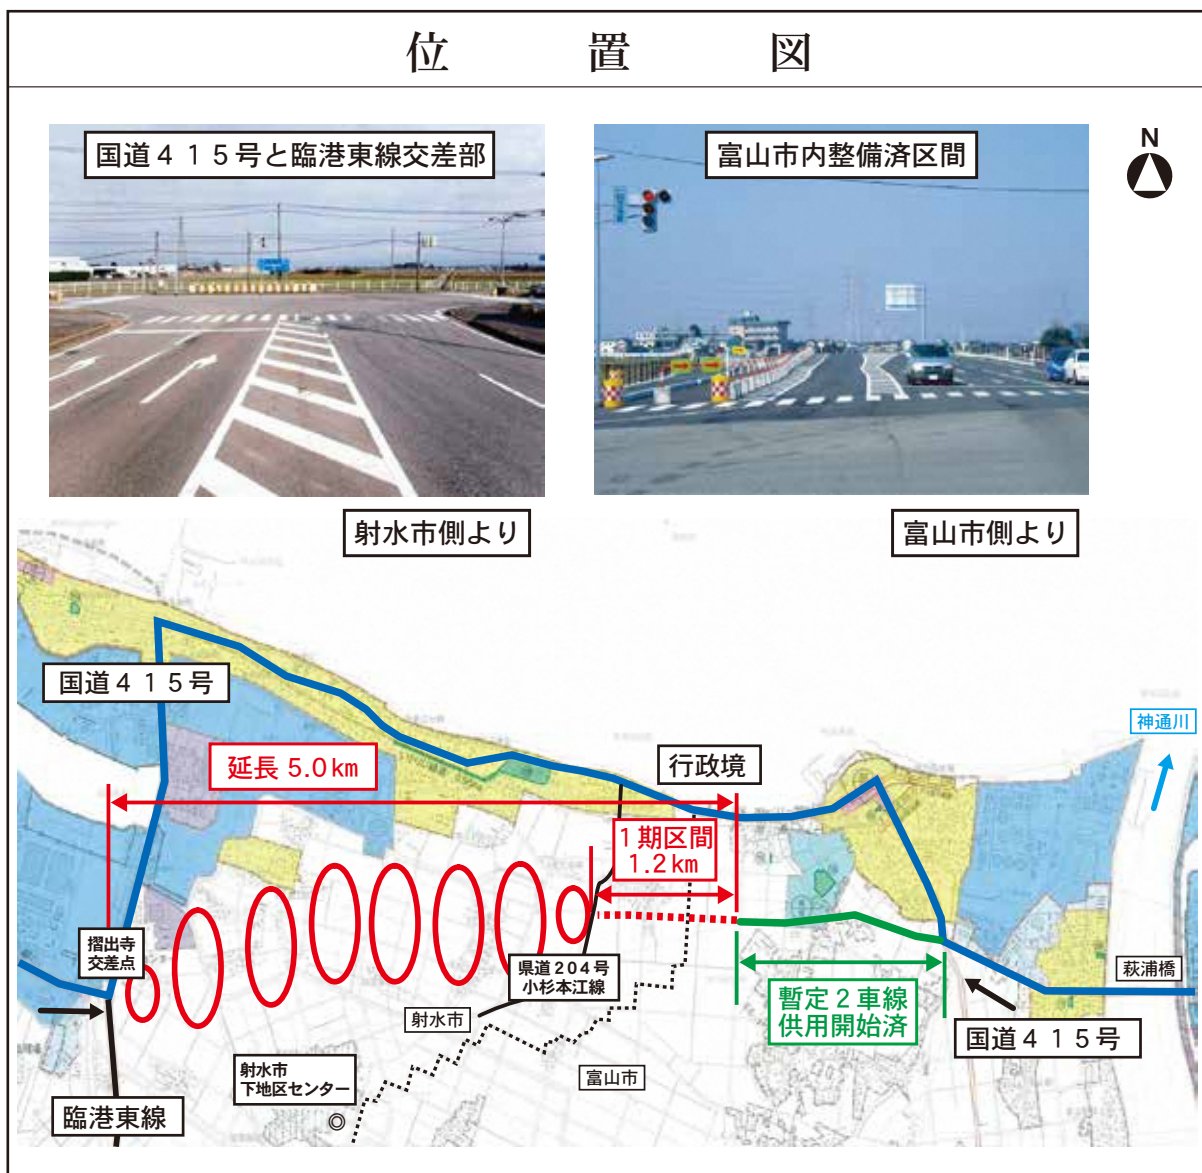 位置図
国道４１５号と臨港東線交差部
富山市内整備済区間
N
射水市側より
富山市側より
国道４１５号
神通川
延長 5.0km
行政境
１期区間
1.2km
摺出寺
交差点
県道204号
小杉本江線
萩浦橋
暫定２車線
供用開始済
射水市
国道４１５号
射水市
下地区センター
富山市
臨港東線